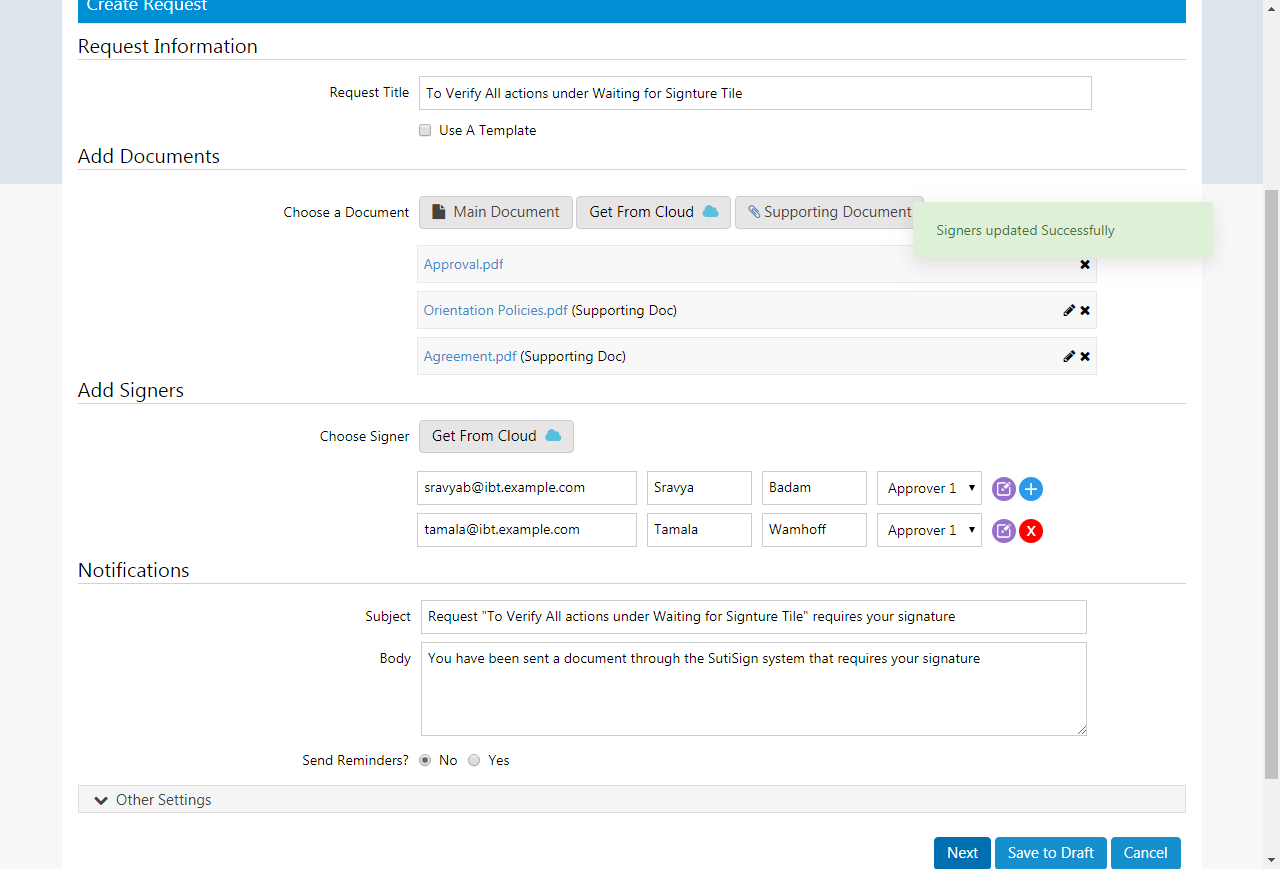 Create Request
Request Information
Request Title To Verify All actions under Waiting for Signture Tile
Use A Template
Add Documents
Choose a Document Main Document Get From Cloud Supporting Document
Signers updated Successfully
Approval.pdf
Orientation Policies.pdf (Supporting Doc)
Agreement.pdf (Supporting Doc)
Add Signers
Choose Signer Get From Cloud
sravyab@ibt.example.com Sravya Badam Approver 1
tamala@ibt.example.com Tamala Wamhoff Approver 1 X
Notifications
Subject Request "To Verify All actions under Waiting for Signture Tile" requires your signature
Body You have been sent a document through the SutiSign system that requires your signature
Send Reminders? No Yes
Other Settings
Next Save to Draft Cancel